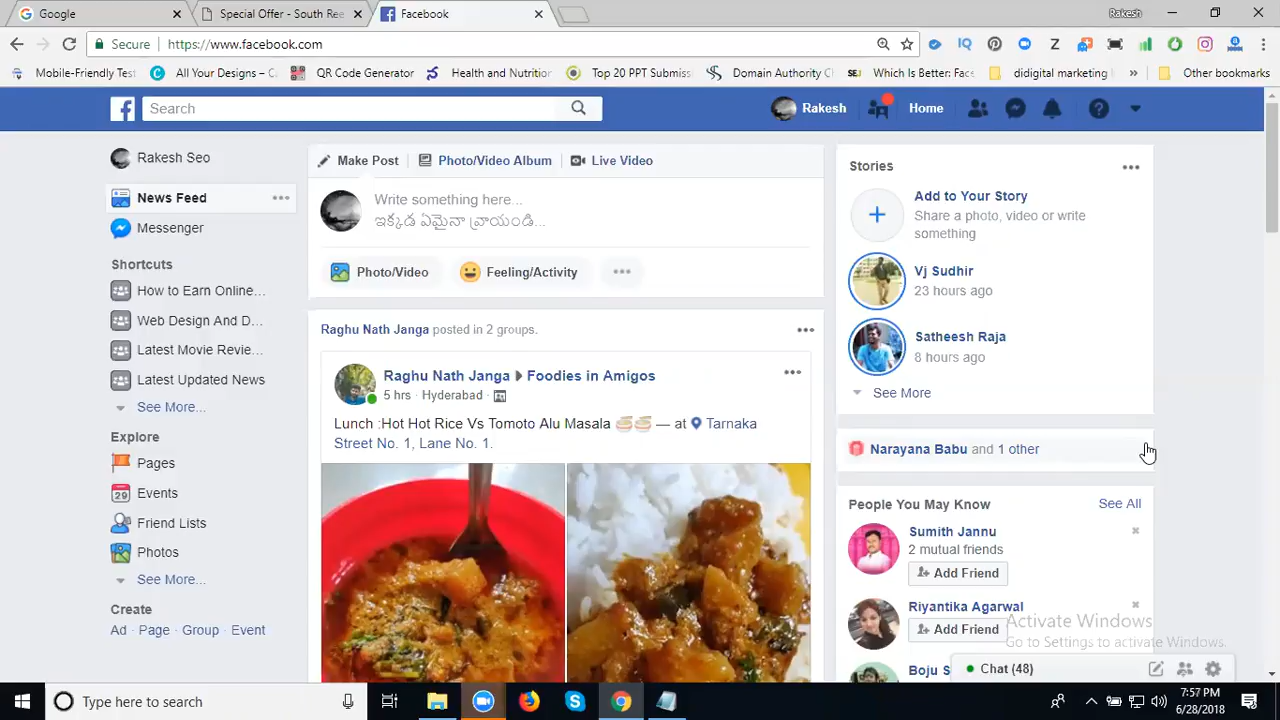 Google
Special Offer - South Re
Facebook
Rakesh
Secure
https://www.facebook.com
Mobile-Friendly Test
All Your Designs –
QR Code Generator
Health and Nutrition
Top 20 PPT Submiss
Domain Authority C
Which Is Better: Fac
didigital marketing
Other bookmarks
Search
Rakesh
Home
Rakesh Seo
News Feed
Messenger
Shortcuts
How to Earn Online...
Web Design And D...
Latest Movie Revie...
Latest Updated News
See More...
Explore
Pages
Events
Friend Lists
Photos
See More...
Create
Ad · Page · Group · Event
Make Post
Photo/Video Album
Live Video
Write something here...
ఇక్కడ ఏమైనా వ్రాయండి...
Photo/Video
Feeling/Activity
Raghu Nath Janga posted in 2 groups.
Raghu Nath Janga ▸ Foodies in Amigos
5 hrs · Hyderabad ·
Lunch :Hot Hot Rice Vs Tomoto Alu Masala 🍜🍜 — at Tarnaka
Street No. 1, Lane No. 1.
Stories
Add to Your Story
Share a photo, video or write
something
Vj Sudhir
23 hours ago
Satheesh Raja
8 hours ago
See More
Narayana Babu and 1 other
People You May Know
See All
Sumith Jannu
2 mutual friends
Add Friend
Riyantika Agarwal
Add Friend
Boju S
Activate Windows
Go to Settings to activate Windows.
Chat (48)
Type here to search
7:57 PM
6/28/2018